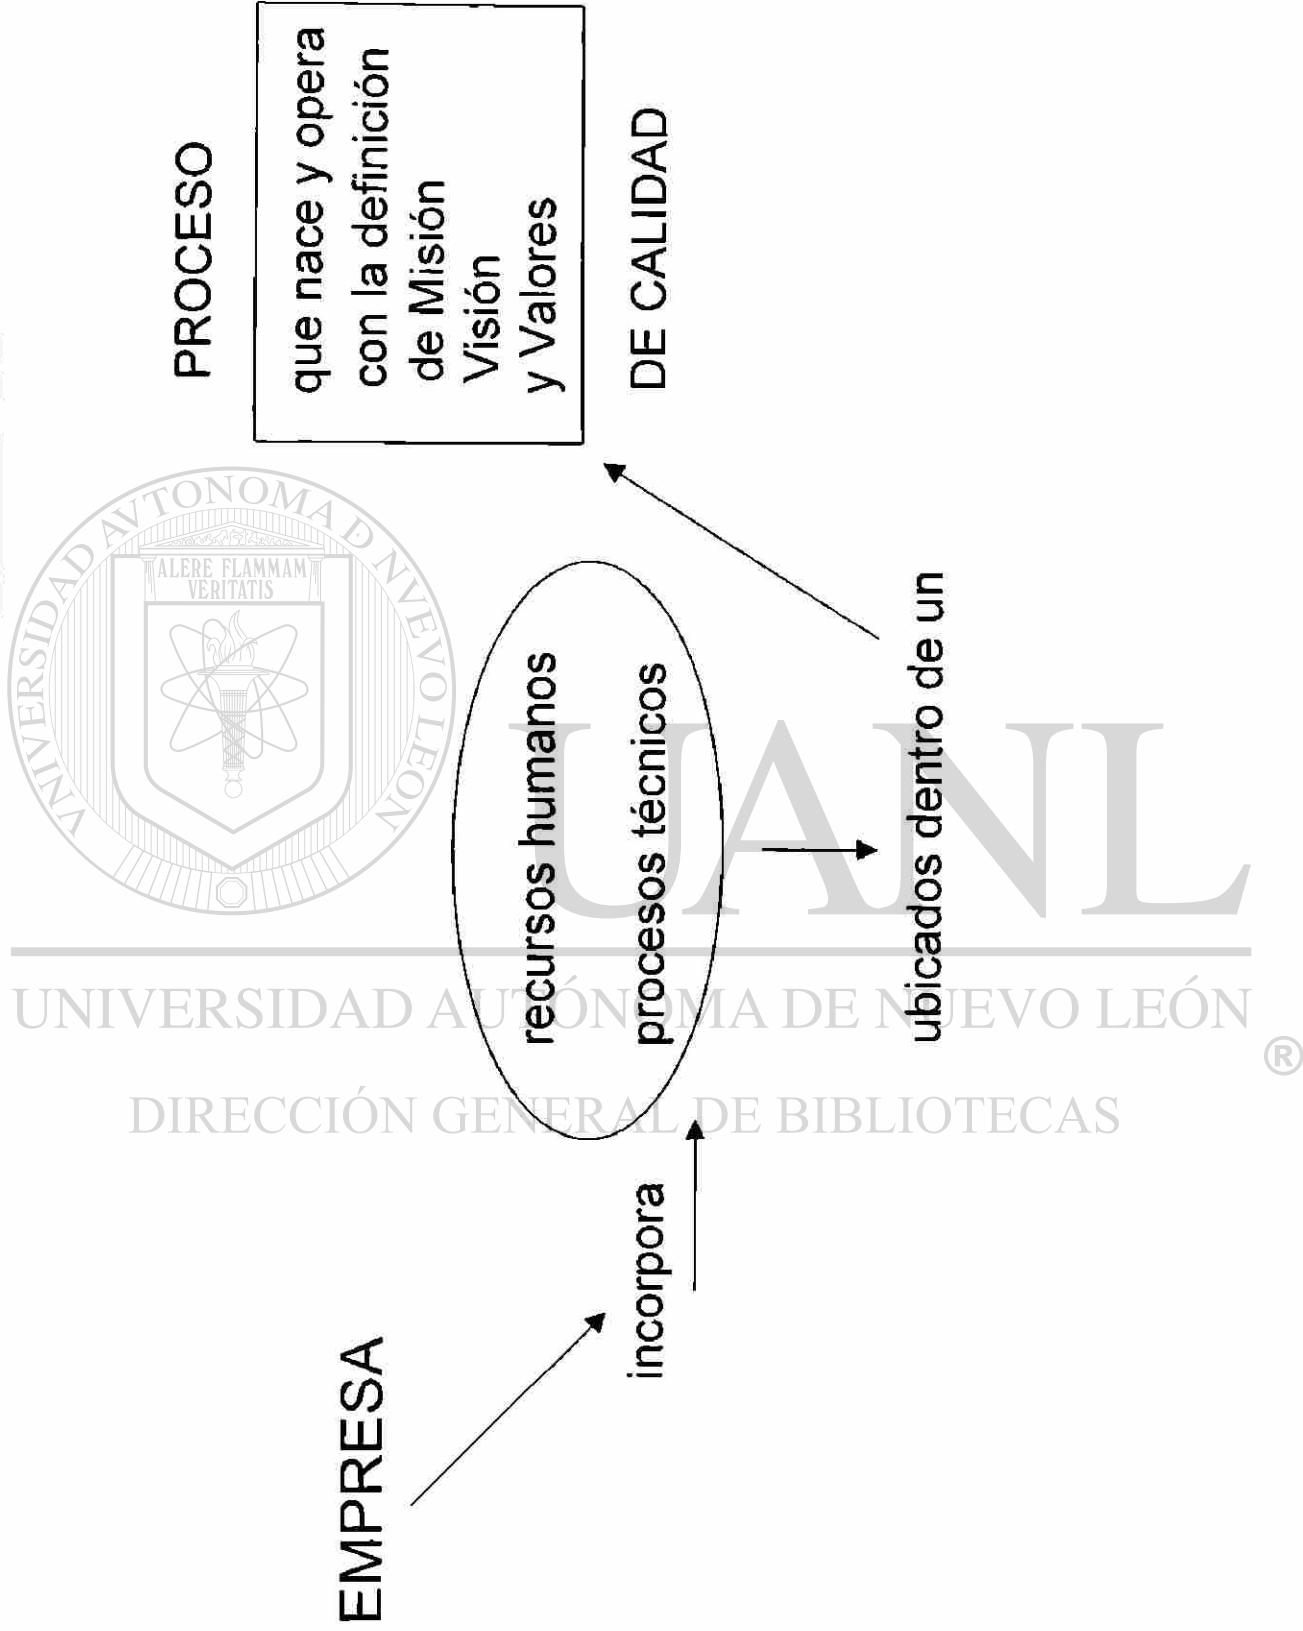 EMPRESA
incorpora
recursos humanos
procesos técnicos
ubicados dentro de un
PROCESO
que nace y opera
con la definición
de Misión
Visión
y Valores
DE CALIDAD
UNIVERSIDAD AUTONOMA DE NUEVO LEON
ALERE FLAMMAM
VERITATIS
UANL
UNIVERSIDAD AUTÓNOMA DE NUEVO LEÓN
®
DIRECCIÓN GENERAL DE BIBLIOTECAS